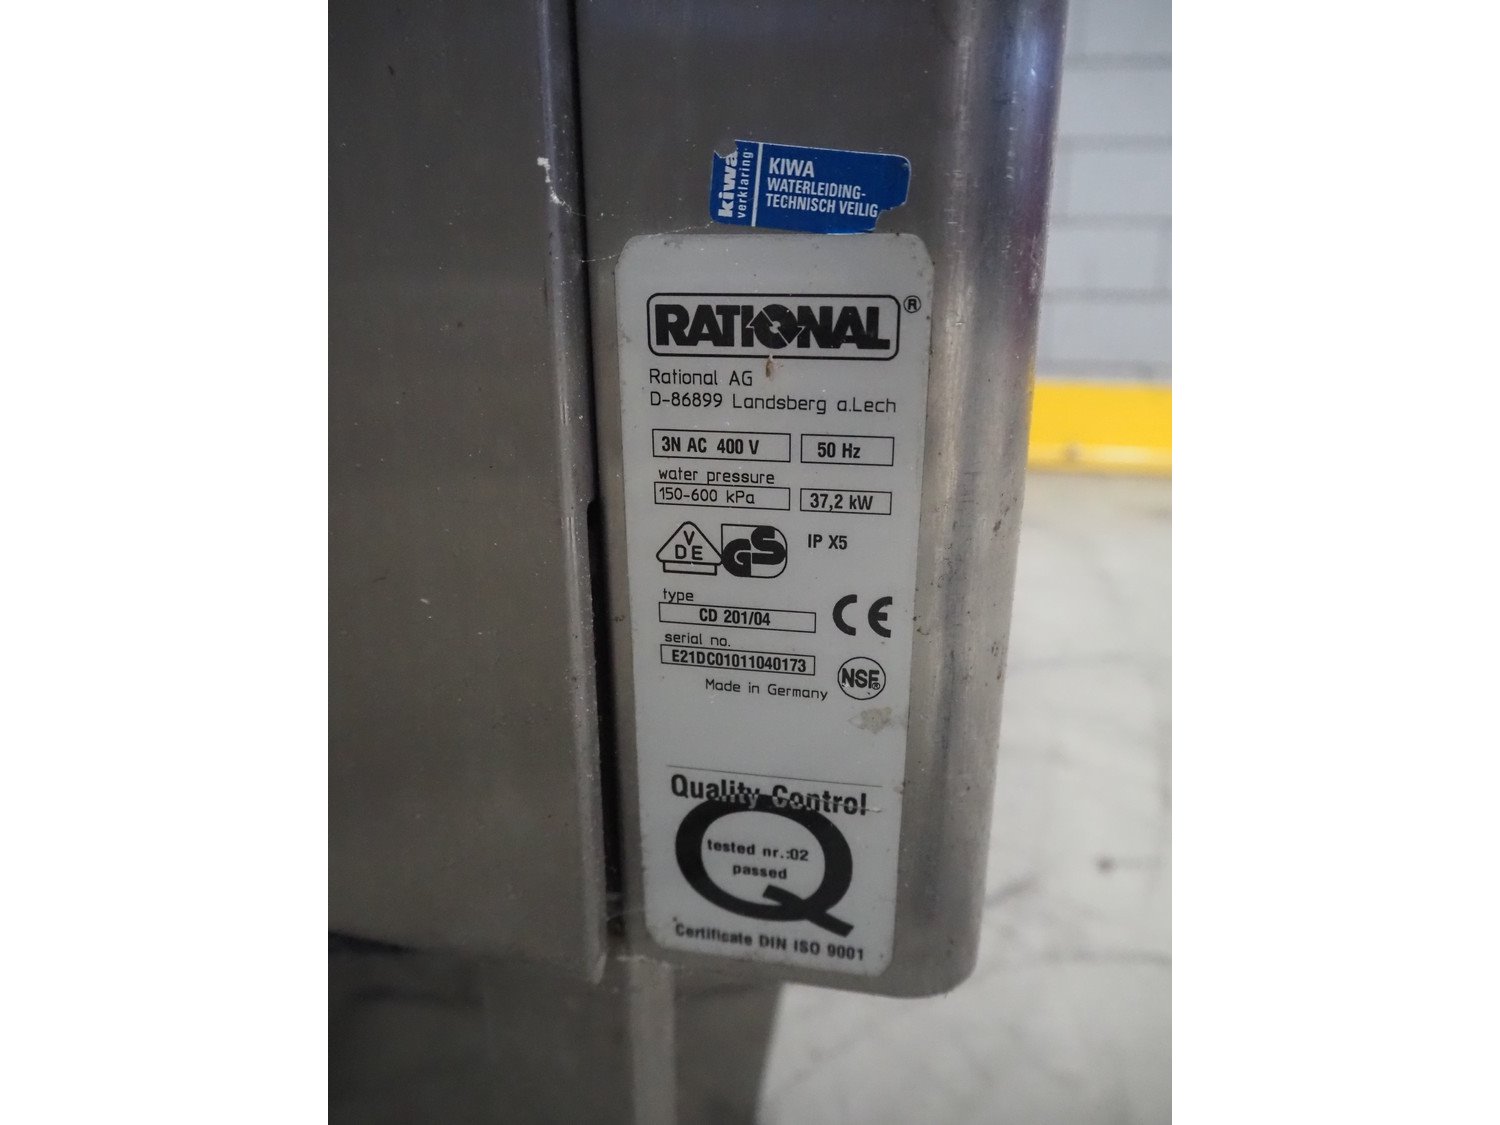 kiwa
verklaring
KIWA
WATERLEIDING-
TECHNISCH VEILIG
RATIONAL®
Rational AG
D-86899 Landsberg a.Lech
3N AC 400 V 50 Hz
water pressure
150-600 kPa 37,2 kW
VDE GS IP X5
type
CD 201/04 CE
serial no.
E21DC01011040173
Made in Germany NSF®
Quality Control
tested nr.:02
passed
Certificate DIN ISO 9001